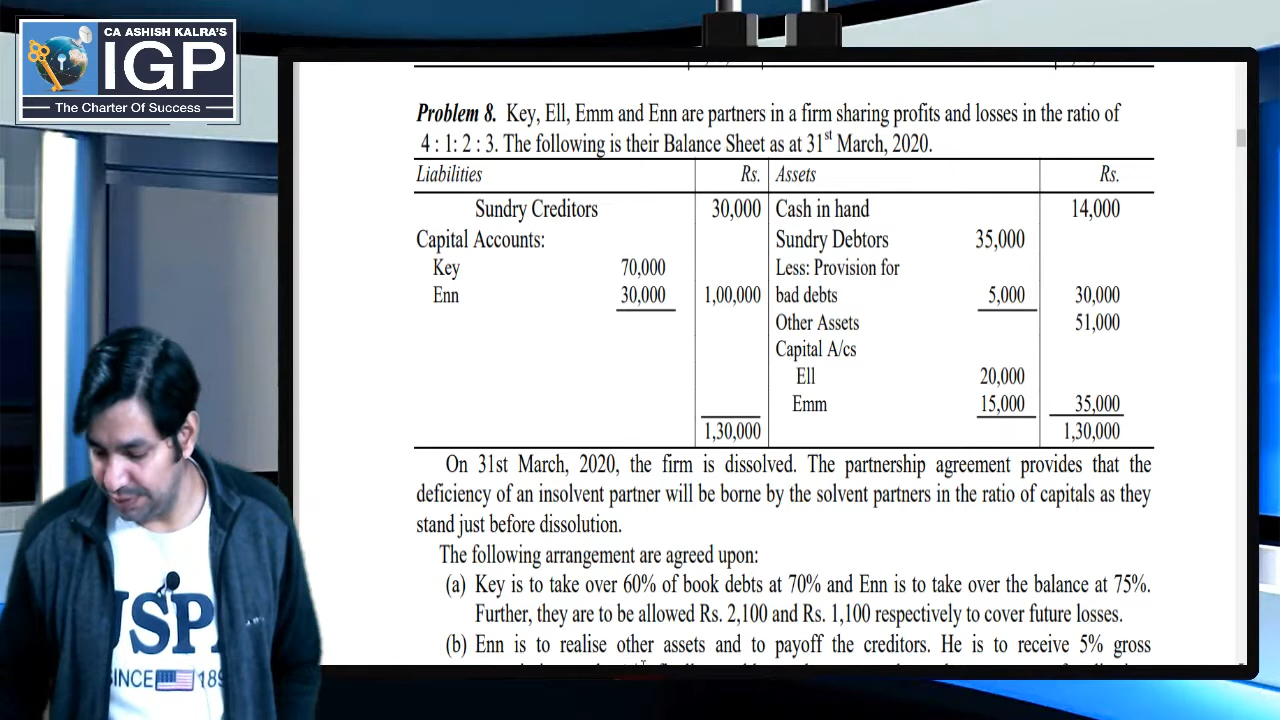 CA ASHISH KALRA'S
IGP
The Charter Of Success
Problem 8. Key, Ell, Emm and Enn are partners in a firm sharing profits and losses in the ratio of
4 : 1: 2 : 3. The following is their Balance Sheet as at 31st March, 2020.
Liabilities Rs. Assets Rs.
Sundry Creditors 30,000 Cash in hand 14,000
Capital Accounts: Sundry Debtors 35,000
Key 70,000 Less: Provision for
Enn 30,000 1,00,000 bad debts 5,000 30,000
Other Assets 51,000
Capital A/cs
Ell 20,000
Emm 15,000 35,000
1,30,000 1,30,000
On 31st March, 2020, the firm is dissolved. The partnership agreement provides that the
deficiency of an insolvent partner will be borne by the solvent partners in the ratio of capitals as they
stand just before dissolution.
The following arrangement are agreed upon:
(a) Key is to take over 60% of book debts at 70% and Enn is to take over the balance at 75%.
Further, they are to be allowed Rs. 2,100 and Rs. 1,100 respectively to cover future losses.
(b) Enn is to realise other assets and to payoff the creditors. He is to receive 5% gross
USP
SINCE 189